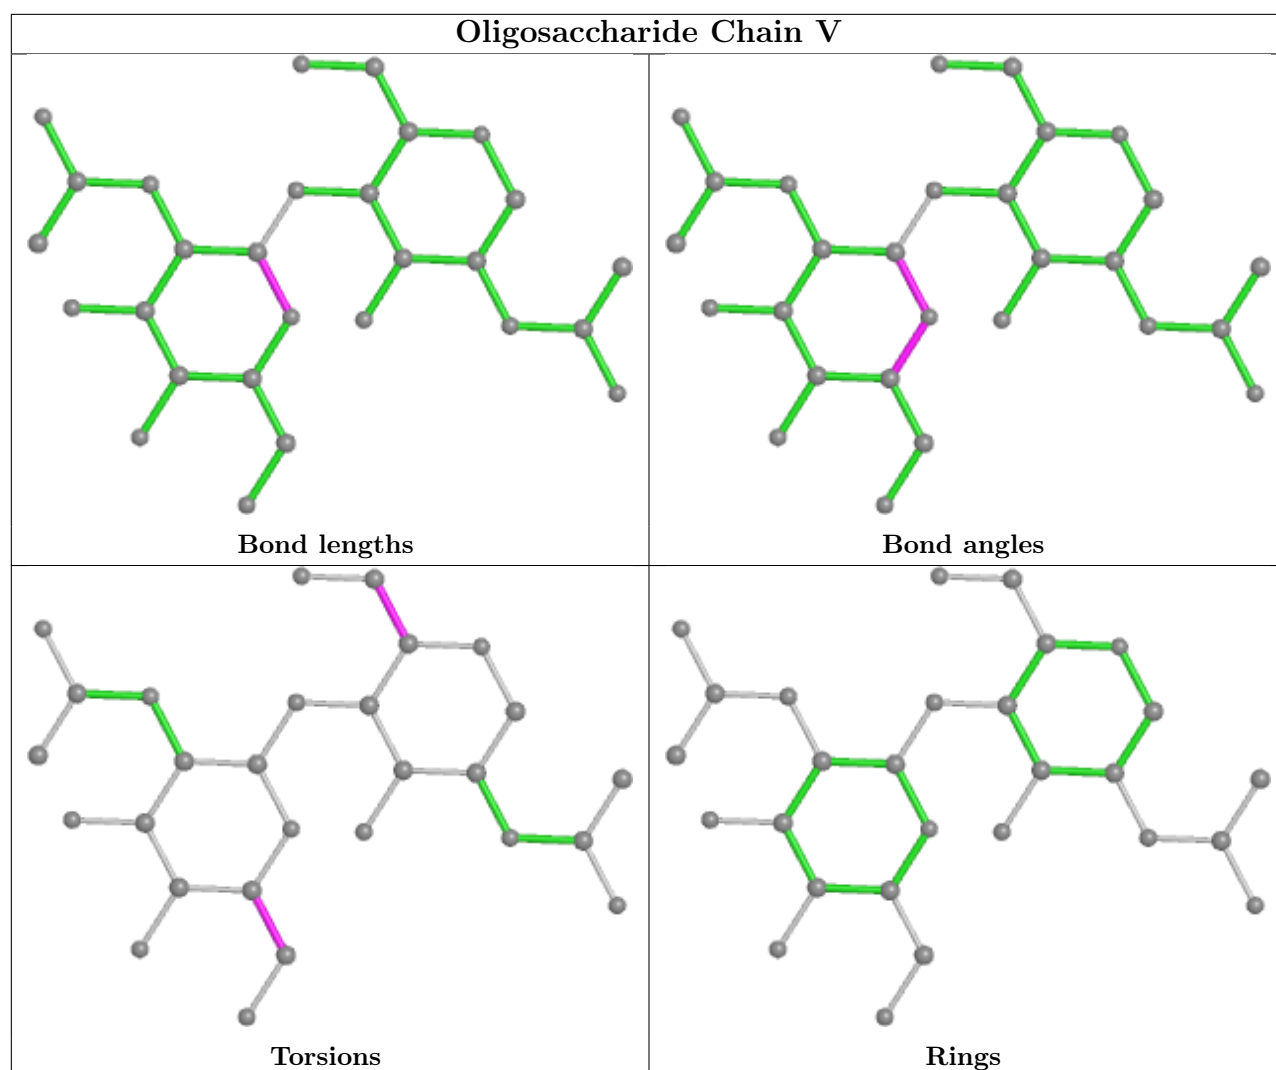 Oligosaccharide Chain V
Bond lengths
Bond angles
Torsions
Rings